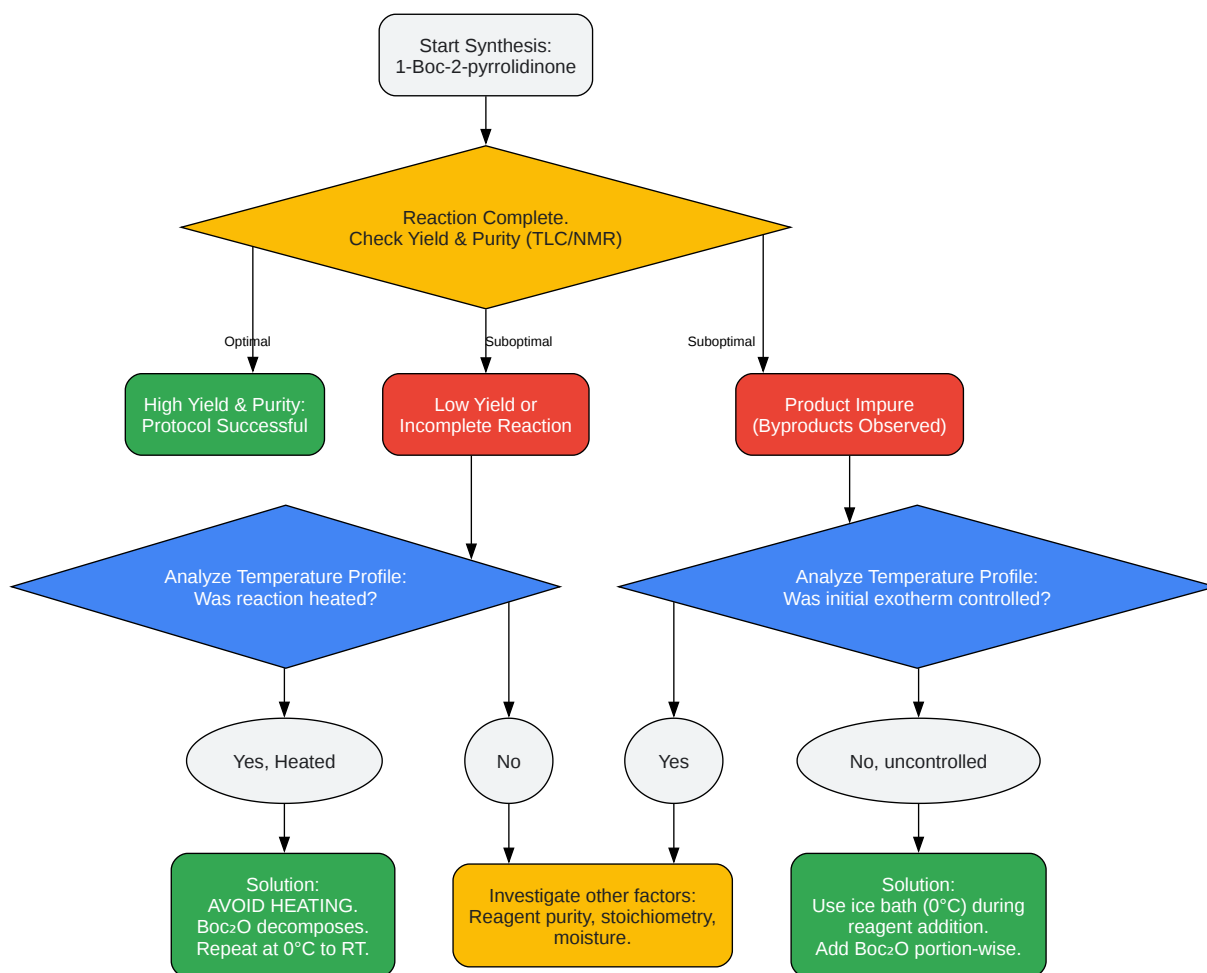 Start Synthesis:
1-Boc-2-pyrrolidinone
Reaction Complete.
Check Yield & Purity (TLC/NMR)
Optimal
Suboptimal
Suboptimal
High Yield & Purity:
Protocol Successful
Low Yield or
Incomplete Reaction
Product Impure
(Byproducts Observed)
Analyze Temperature Profile:
Was reaction heated?
Analyze Temperature Profile:
Was initial exotherm controlled?
Yes, Heated
No
Yes
No, uncontrolled
Solution:
AVOID HEATING.
Boc₂O decomposes.
Repeat at 0°C to RT.
Investigate other factors:
Reagent purity, stoichiometry,
moisture.
Solution:
Use ice bath (0°C) during
reagent addition.
Add Boc₂O portion-wise.